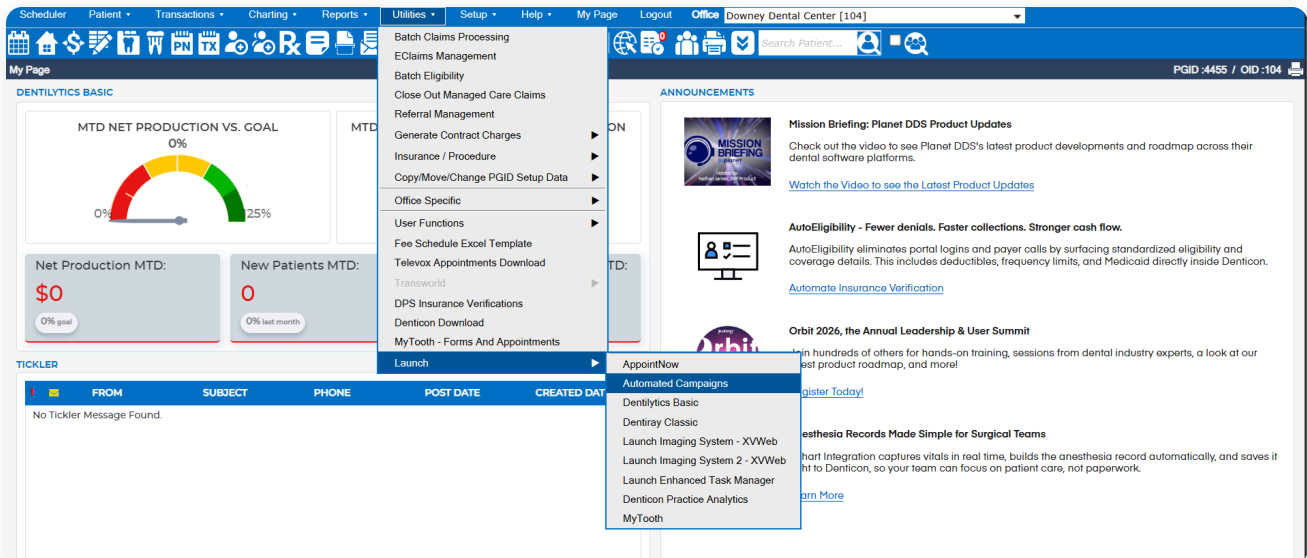 Scheduler Patient Transactions Charting Reports Utilities Setup Help My Page Logout Office Downey Dental Center [104]
PN TX 0 Search Patient...
My Page PGID :4455 / OID :104
DENTILYTICS BASIC
MTD NET PRODUCTION VS. GOAL
0%
0%
125%
MTD
ON
Net Production MTD:
$0
0% goal
New Patients MTD:
0
0% last month
TD:
TICKLER
! FROM SUBJECT PHONE POST DATE CREATED DAT
No Tickler Message Found.
Batch Claims Processing
EClaims Management
Batch Eligibility
Close Out Managed Care Claims
Referral Management
Generate Contract Charges
Insurance / Procedure
Copy/Move/Change PGID Setup Data
Office Specific
User Functions
Fee Schedule Excel Template
Televox Appointments Download
Transworld
DPS Insurance Verifications
Denticon Download
MyTooth - Forms And Appointments
Launch
AppointNow
Automated Campaigns
Dentilytics Basic
Dentiray Classic
Launch Imaging System - XVWeb
Launch Imaging System 2 - XVWeb
Launch Enhanced Task Manager
Denticon Practice Analytics
MyTooth
ANNOUNCEMENTS
MISSION
BRIEFING
Mission Briefing: Planet DDS Product Updates
Check out the video to see Planet DDS's latest product developments and roadmap across their
dental software platforms.
Watch the Video to see the Latest Product Updates
AutoEligibility - Fewer denials. Faster collections. Stronger cash flow.
AutoEligibility eliminates portal logins and payer calls by surfacing standardized eligibility and
coverage details. This includes deductibles, frequency limits, and Medicaid directly inside Denticon.
Automate Insurance Verification
Orbit
Orbit 2026, the Annual Leadership & User Summit
Join hundreds of others for hands-on training, sessions from dental industry experts, a look at our
est product roadmap, and more!
gister Today!
esthesia Records Made Simple for Surgical Teams
hart Integration captures vitals in real time, builds the anesthesia record automatically, and saves it
ht to Denticon, so your team can focus on patient care, not paperwork.
arn More